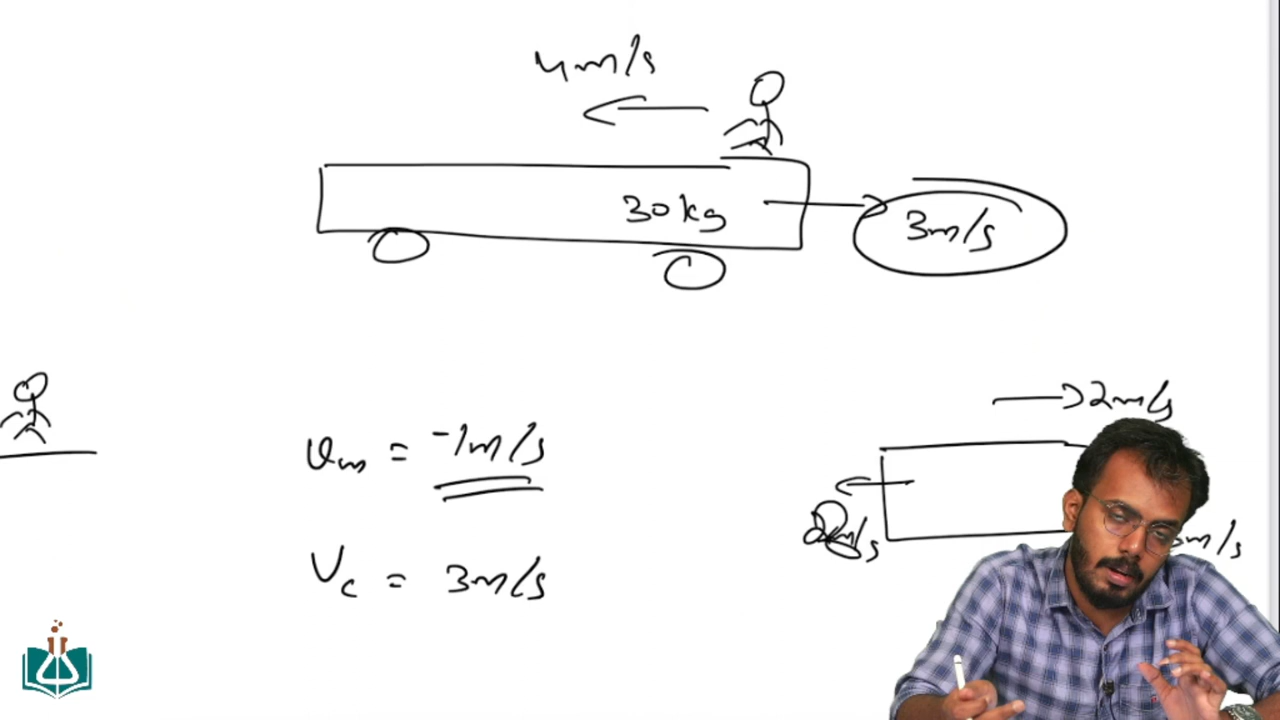 4m/s
30kg
3m/s
2m/s
vm = -1m/s
m/s
m/s
Vc = 3m/s